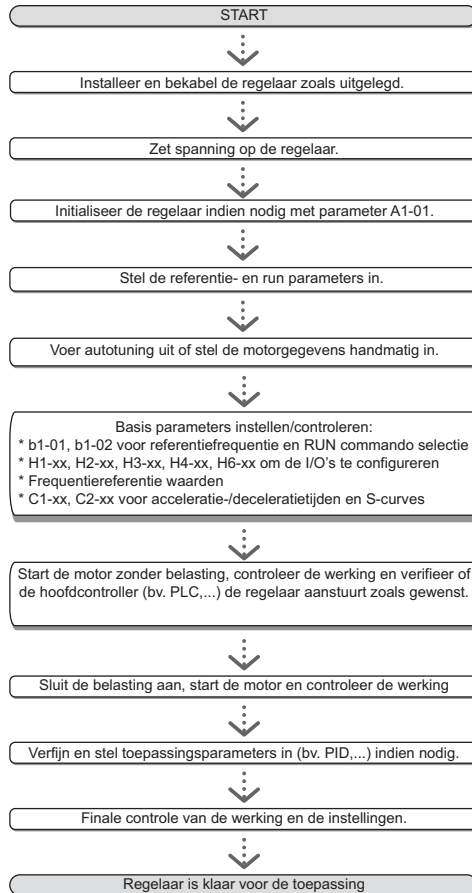 START
Installeer en bekabel de regelaar zoals uitgelegd.
Zet spanning op de regelaar.
Initialiseer de regelaar indien nodig met parameter A1-01.
Stel de referentie- en run parameters in.
Voer autotuning uit of stel de motorgegevens handmatig in.
Basis parameters instellen/controleren:
* b1-01, b1-02 voor referentiefrequentie en RUN commando selectie
* H1-xx, H2-xx, H3-xx, H4-xx, H6-xx om de I/O's te configureren
* Frequentiereferentie waarden
* C1-xx, C2-xx voor acceleratie-/deceleratietijden en S-curves
Start de motor zonder belasting, controleer de werking en verifieer of
de hoofdcontroller (bv. PLC,...) de regelaar aanstuurt zoals gewenst.
Sluit de belasting aan, start de motor en controleer de werking
Verfijn en stel toepassingsparameters in (bv. PID,...) indien nodig.
Finale controle van de werking en de instellingen.
Regelaar is klaar voor de toepassing